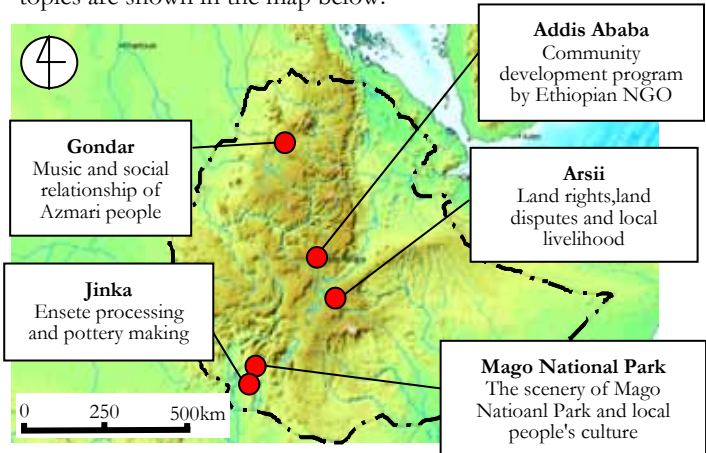 topics are shown in the map below.
Addis Ababa
Community
development program
by Ethiopian NGO
Gondar
Music and social
relationship of
Azmari people
Arsii
Land rights,land
disputes and local
livelihood
Jinka
Ensete processing
and pottery making
Mago National Park
The scenery of Mago
Natioanl Park and local
people's culture
0 250 500km